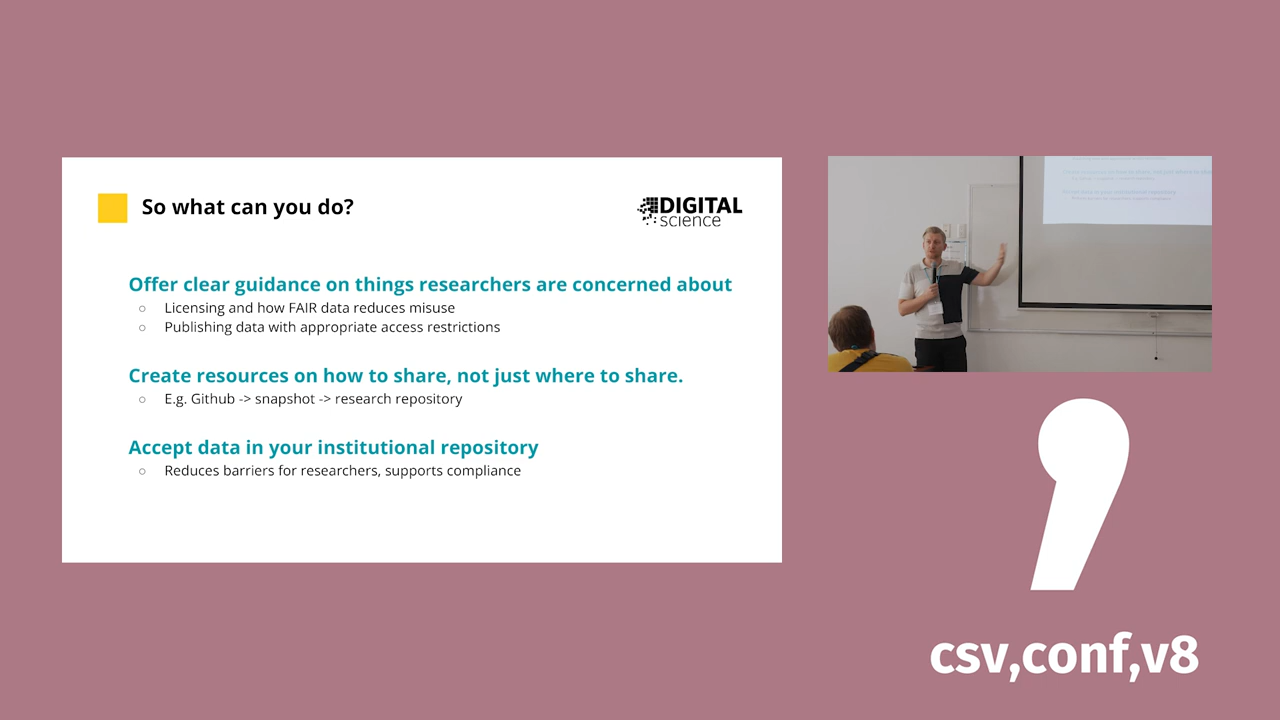 So what can you do?
DIGITAL
science
Offer clear guidance on things researchers are concerned about
○ Licensing and how FAIR data reduces misuse
○ Publishing data with appropriate access restrictions
Create resources on how to share, not just where to share.
○ E.g. Github -> snapshot -> research repository
Accept data in your institutional repository
○ Reduces barriers for researchers, supports compliance
,
csv,conf,v8